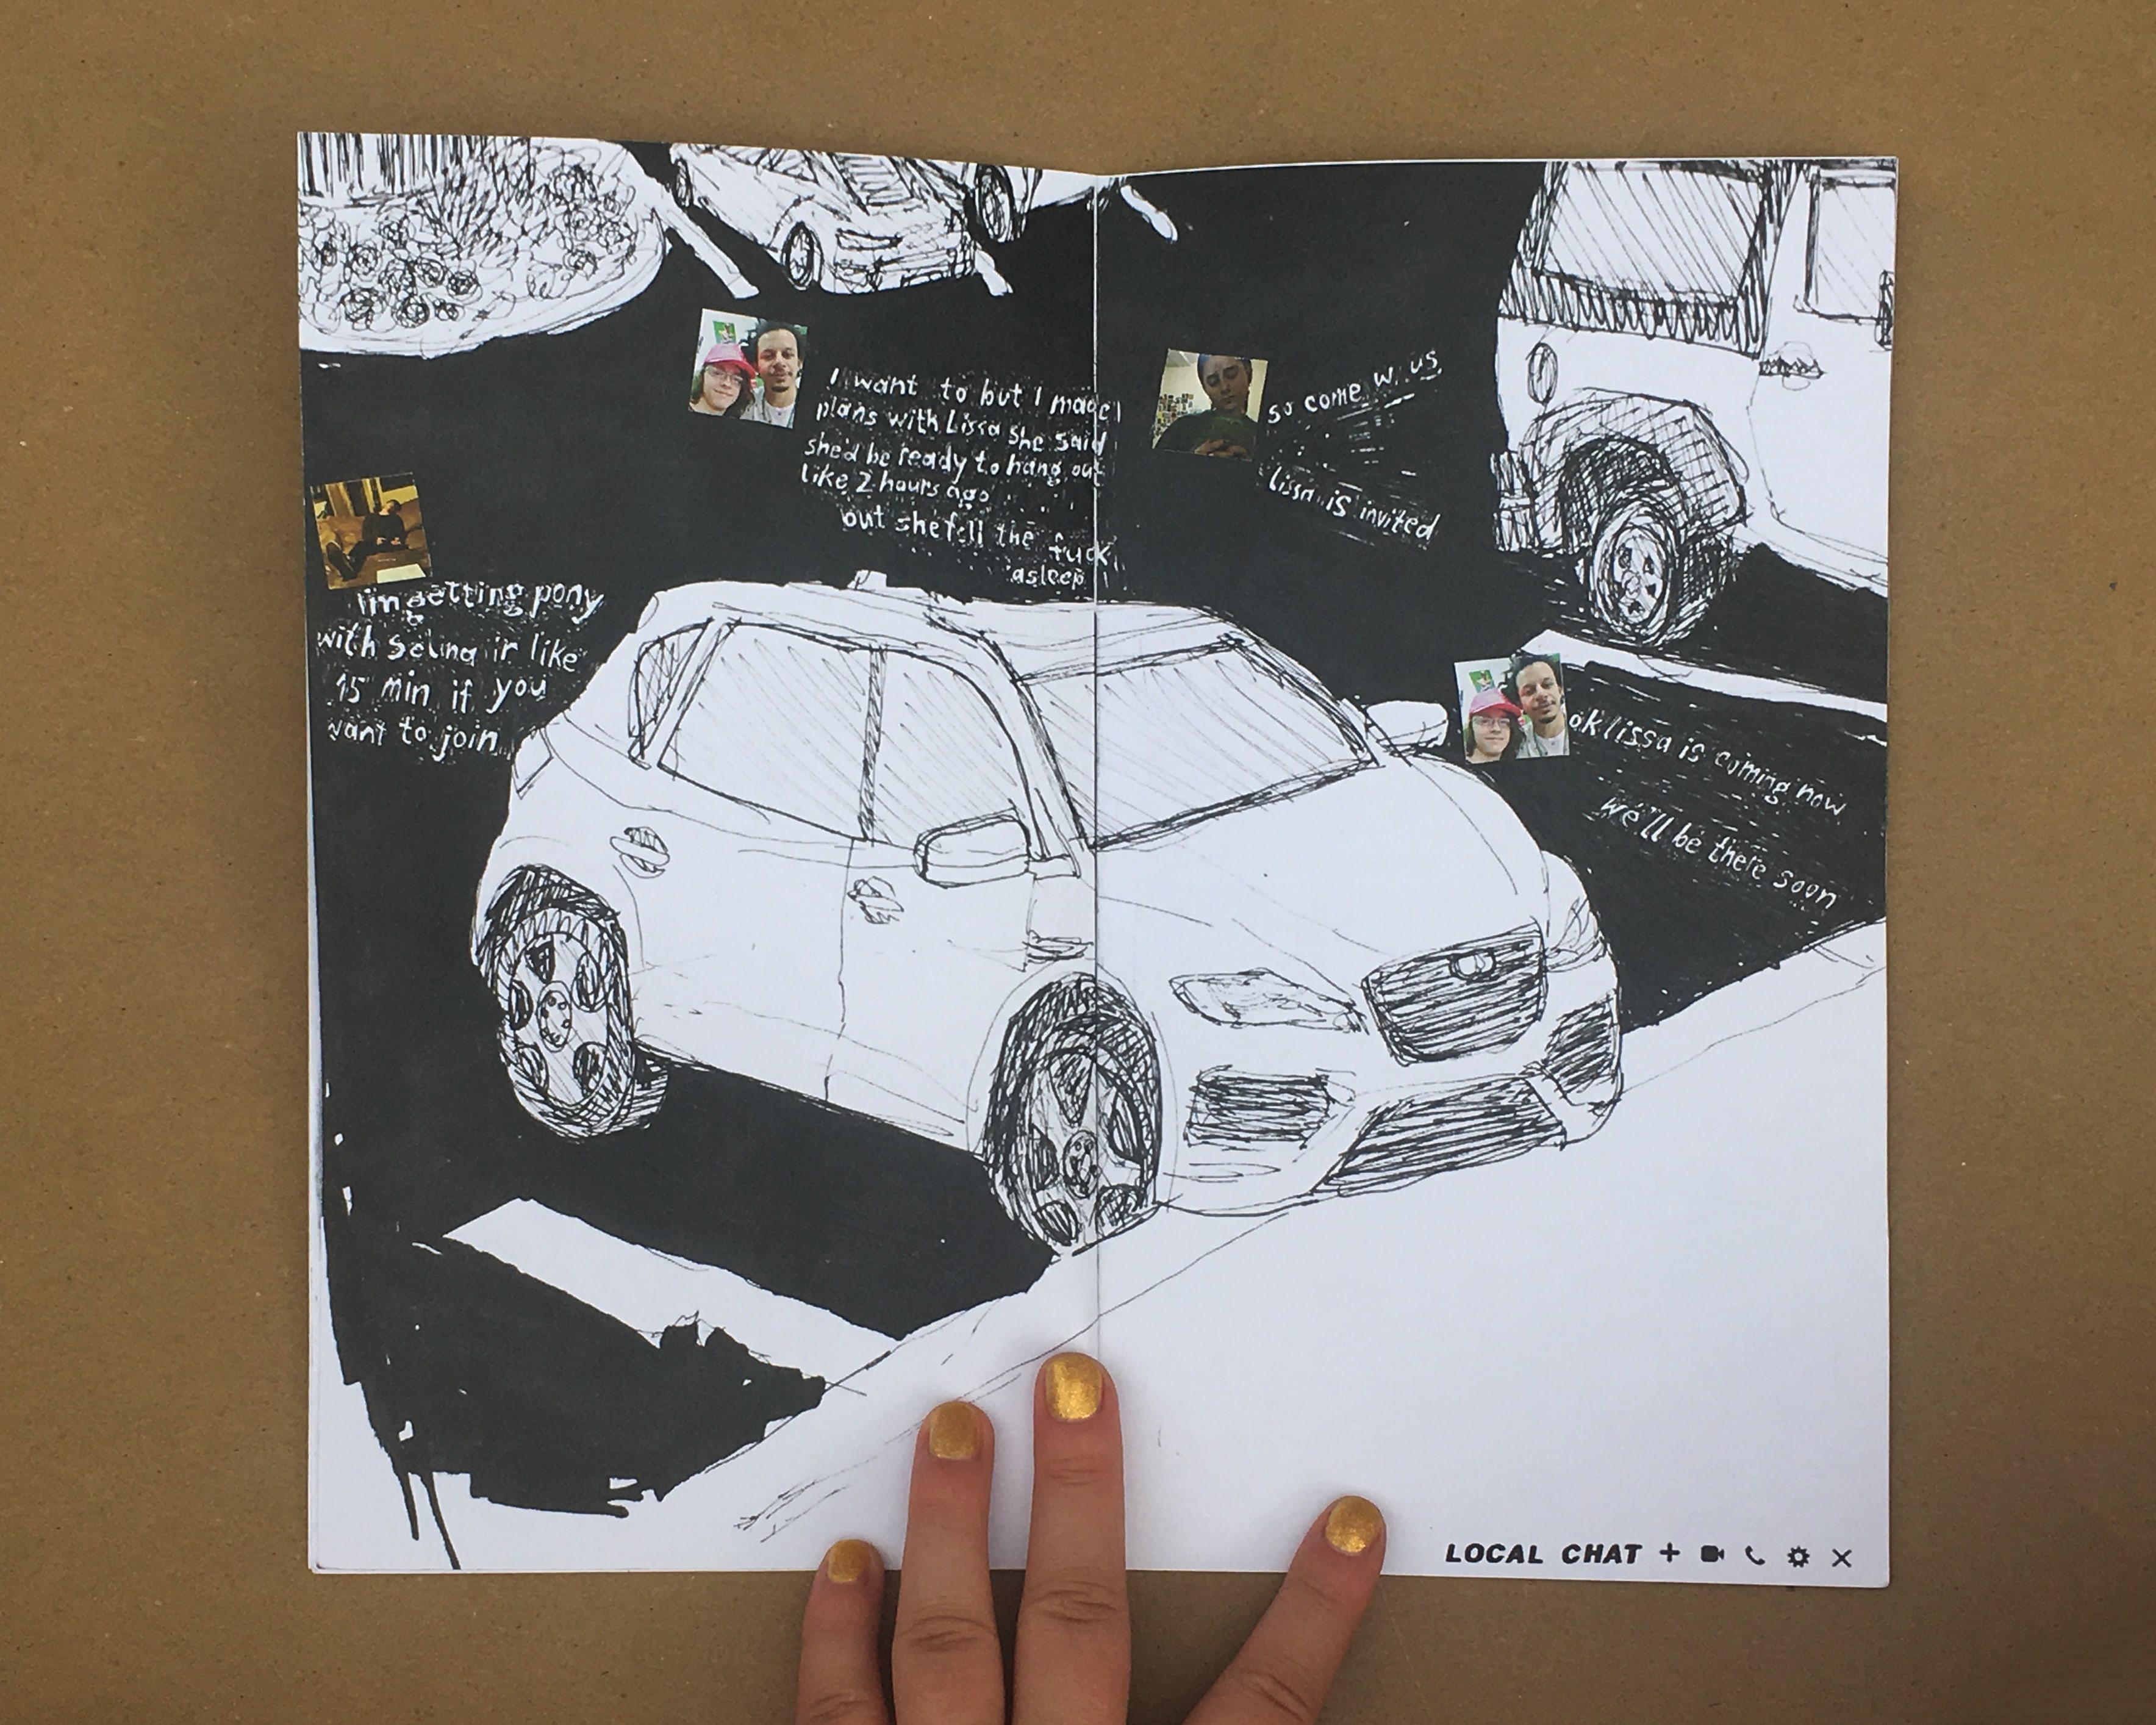 I'm getting pony
with Selina in like
15 min if you
want to join
I want to but I made
plans with Lissa she said
she'd be ready to hang out
like 2 hours ago
but she fell the fuck
asleep
so come w us
lissa is invited
ok lissa is coming now
we'll be there soon
LOCAL CHAT